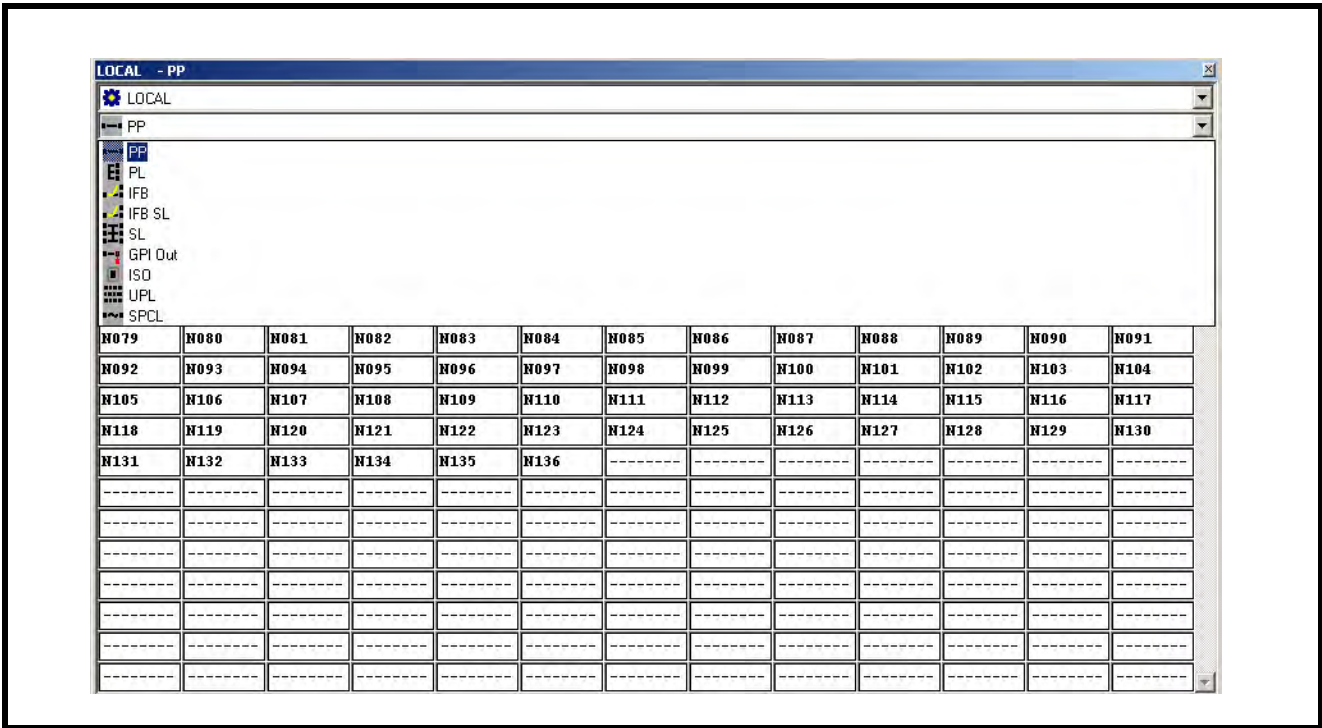 LOCAL - PP
LOCAL
PP
PP
PL
IFB
IFB SL
SL
GPI Out
ISO
UPL
SPCL
N079 N080 N081 N082 N083 N084 N085 N086 N087 N088 N089 N090 N091
N092 N093 N094 N095 N096 N097 N098 N099 N100 N101 N102 N103 N104
N105 N106 N107 N108 N109 N110 N111 N112 N113 N114 N115 N116 N117
N118 N119 N120 N121 N122 N123 N124 N125 N126 N127 N128 N129 N130
N131 N132 N133 N134 N135 N136 -------- -------- -------- -------- -------- -------- --------
-------- -------- -------- -------- -------- -------- -------- -------- -------- -------- -------- -------- --------
-------- -------- -------- -------- -------- -------- -------- -------- -------- -------- -------- -------- --------
-------- -------- -------- -------- -------- -------- -------- -------- -------- -------- -------- -------- --------
-------- -------- -------- -------- -------- -------- -------- -------- -------- -------- -------- -------- --------
-------- -------- -------- -------- -------- -------- -------- -------- -------- -------- -------- -------- --------
-------- -------- -------- -------- -------- -------- -------- -------- -------- -------- -------- -------- --------
-------- -------- -------- -------- -------- -------- -------- -------- -------- -------- -------- -------- --------